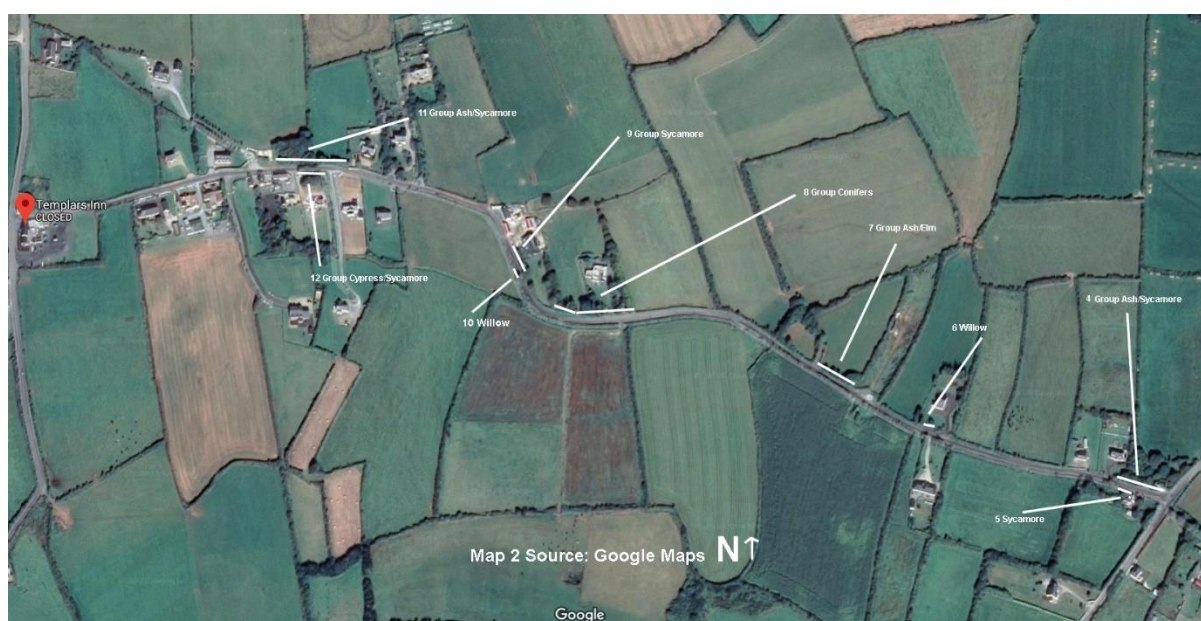 11 Group Ash/Sycamore
9 Group Sycamore
8 Group Conifers
Templars Inn
CLOSED
7 Group Ash/Elm
12 Group Cypress/Sycamore
4 Group Ash/Sycamore
10 Willow
6 Willow
5 Sycamore
Map 2 Source: Google Maps N↑
Google